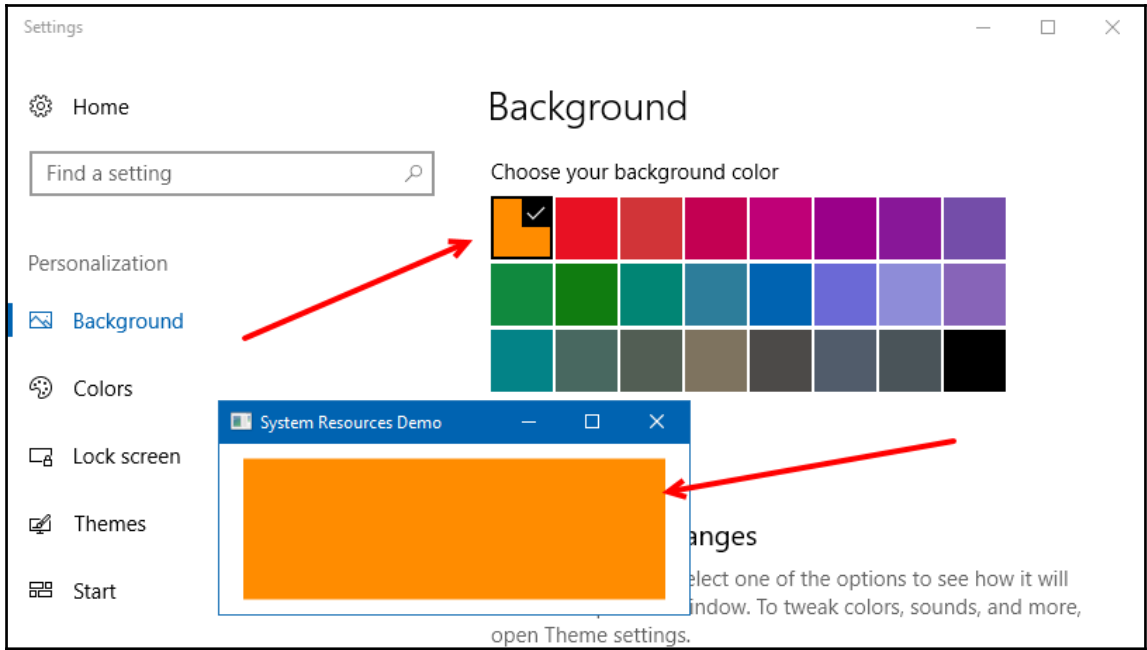 Settings
Home
Find a setting
Personalization
Background
Colors
Lock screen
Themes
Start
Background
Choose your background color
System Resources Demo
anges
elect one of the options to see how it will
indow. To tweak colors, sounds, and more,
open Theme settings.